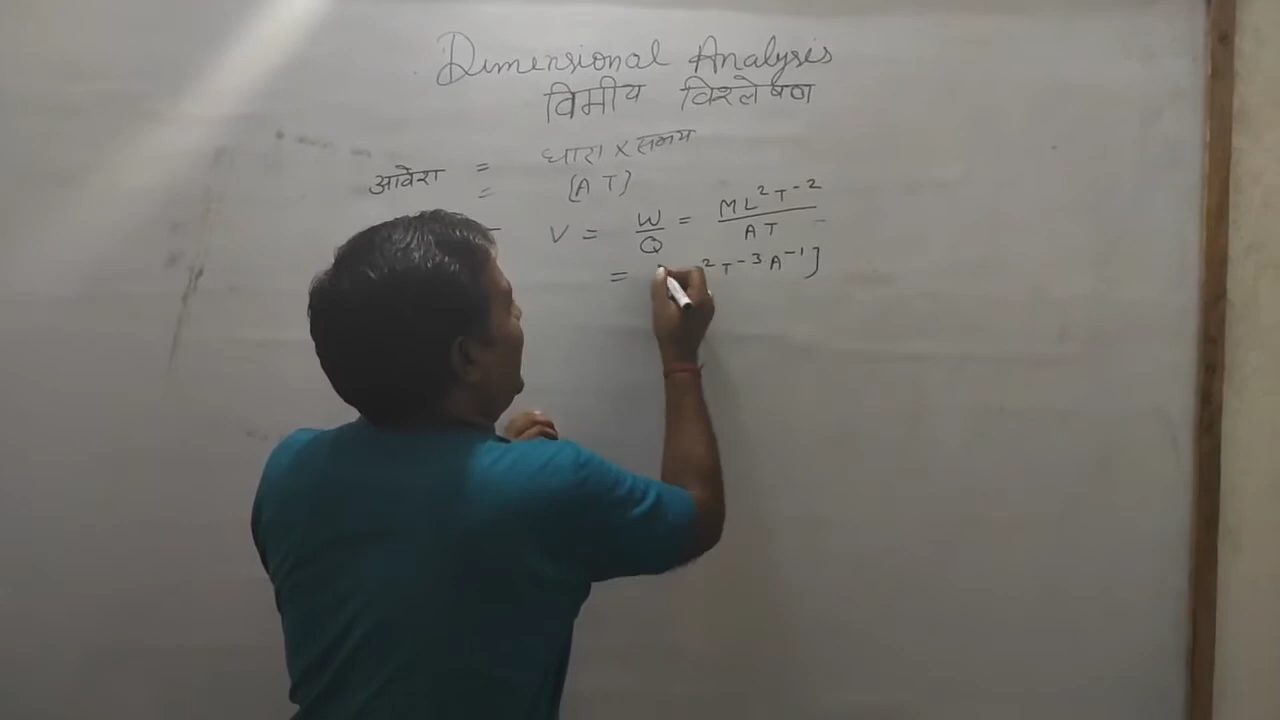 Dimensional Analysis
विमीय विश्लेषण
आवेश = धारा x समय
= [A T]
V = W/Q = ML²T⁻²/AT
= ²T⁻³A⁻¹]